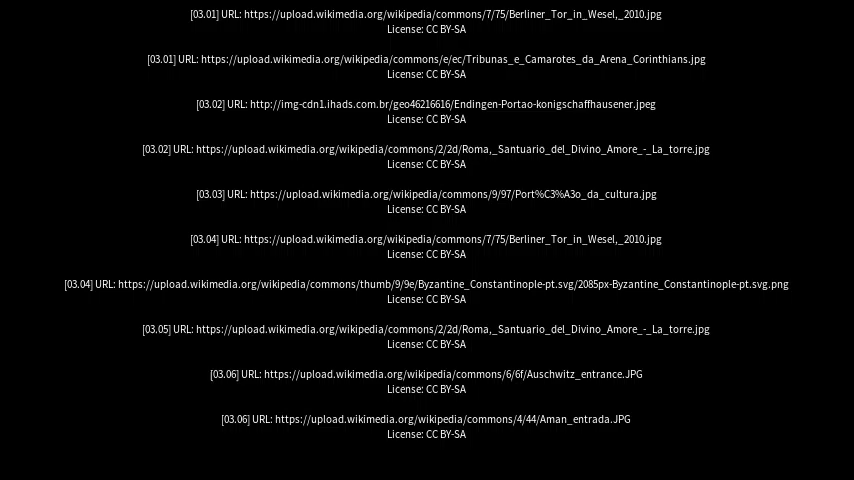 [03.01] URL: https://upload.wikimedia.org/wikipedia/commons/7/75/Berliner_Tor_in_Wesel,_2010.jpg
License: CC BY-SA
[03.01] URL: https://upload.wikimedia.org/wikipedia/commons/e/ec/Tribunas_e_Camarotes_da_Arena_Corinthians.jpg
License: CC BY-SA
[03.02] URL: http://img-cdn1.ihads.com.br/geo46216616/Endingen-Portao-konigschaffhausener.jpeg
License: CC BY-SA
[03.02] URL: https://upload.wikimedia.org/wikipedia/commons/2/2d/Roma,_Santuario_del_Divino_Amore_-_La_torre.jpg
License: CC BY-SA
[03.03] URL: https://upload.wikimedia.org/wikipedia/commons/9/97/Port%C3%A3o_da_cultura.jpg
License: CC BY-SA
[03.04] URL: https://upload.wikimedia.org/wikipedia/commons/7/75/Berliner_Tor_in_Wesel,_2010.jpg
License: CC BY-SA
[03.04] URL: https://upload.wikimedia.org/wikipedia/commons/thumb/9/9e/Byzantine_Constantinople-pt.svg/2085px-Byzantine_Constantinople-pt.svg.png
License: CC BY-SA
[03.05] URL: https://upload.wikimedia.org/wikipedia/commons/2/2d/Roma,_Santuario_del_Divino_Amore_-_La_torre.jpg
License: CC BY-SA
[03.06] URL: https://upload.wikimedia.org/wikipedia/commons/6/6f/Auschwitz_entrance.JPG
License: CC BY-SA
[03.06] URL: https://upload.wikimedia.org/wikipedia/commons/4/44/Aman_entrada.JPG
License: CC BY-SA